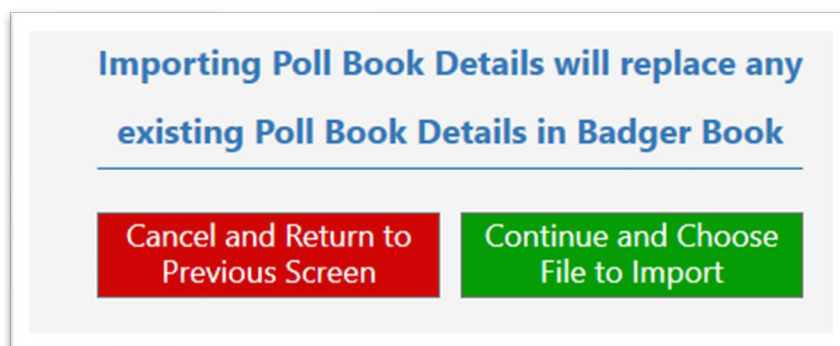 Importing Poll Book Details will replace any
existing Poll Book Details in Badger Book
Cancel and Return to
Previous Screen
Continue and Choose
File to Import